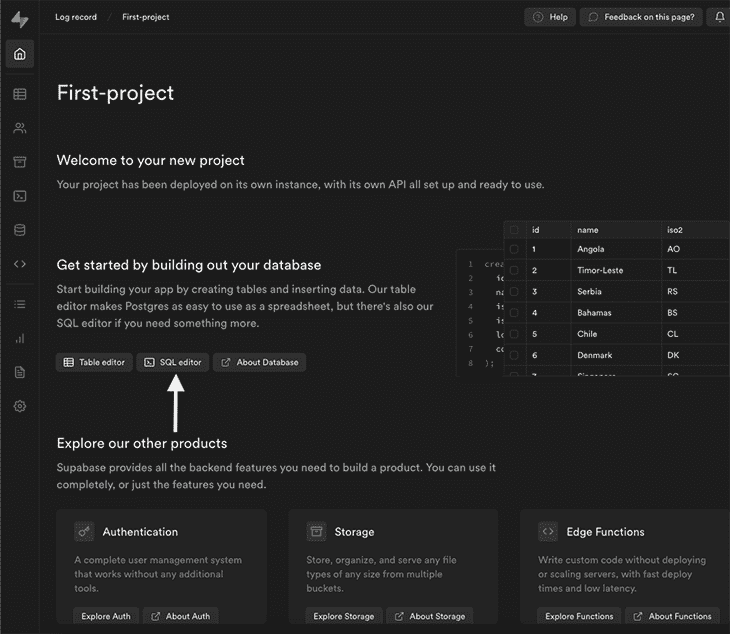 Log record / First-project
Help
Feedback on this page?
First-project
Welcome to your new project
Your project has been deployed on its own instance, with its own API all set up and ready to use.
Get started by building out your database
Start building your app by creating tables and inserting data. Our table
editor makes Postgres as easy to use as a spreadsheet, but there's also our
SQL editor if you need something more.
Table editor
SQL editor
About Database
1 crea
2 ic
3 na
4 is
5 is
6 lo
7 co
8 );
id name iso2
1 Angola AO
2 Timor-Leste TL
3 Serbia RS
4 Bahamas BS
5 Chile CL
6 Denmark DK
Explore our other products
Supabase provides all the backend features you need to build a product. You can use it
completely, or just the features you need.
Authentication
A complete user management system
that works without any additional
tools.
Explore Auth
About Auth
Storage
Store, organize, and serve any file
types of any size from multiple
buckets.
Explore Storage
About Storage
Edge Functions
Write custom code without deploying
or scaling servers, with fast deploy
times and low latency.
Explore Functions
About Functions